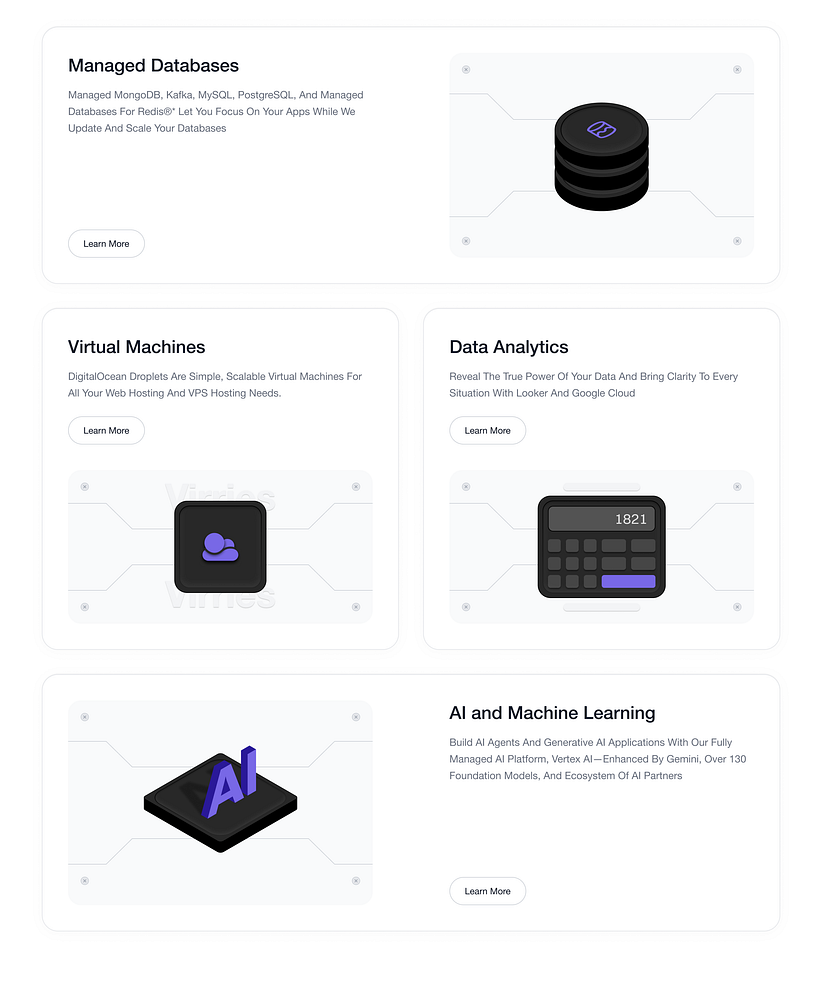 Managed Databases
Managed MongoDB, Kafka, MySQL, PostgreSQL, And Managed
Databases For Redis®* Let You Focus On Your Apps While We
Update And Scale Your Databases
Learn More
Virtual Machines
DigitalOcean Droplets Are Simple, Scalable Virtual Machines For
All Your Web Hosting And VPS Hosting Needs.
Learn More
Virries
Virries
Data Analytics
Reveal The True Power Of Your Data And Bring Clarity To Every
Situation With Looker And Google Cloud
Learn More
1821
AI
AI and Machine Learning
Build AI Agents And Generative AI Applications With Our Fully
Managed AI Platform, Vertex AI—Enhanced By Gemini, Over 130
Foundation Models, And Ecosystem Of AI Partners
Learn More